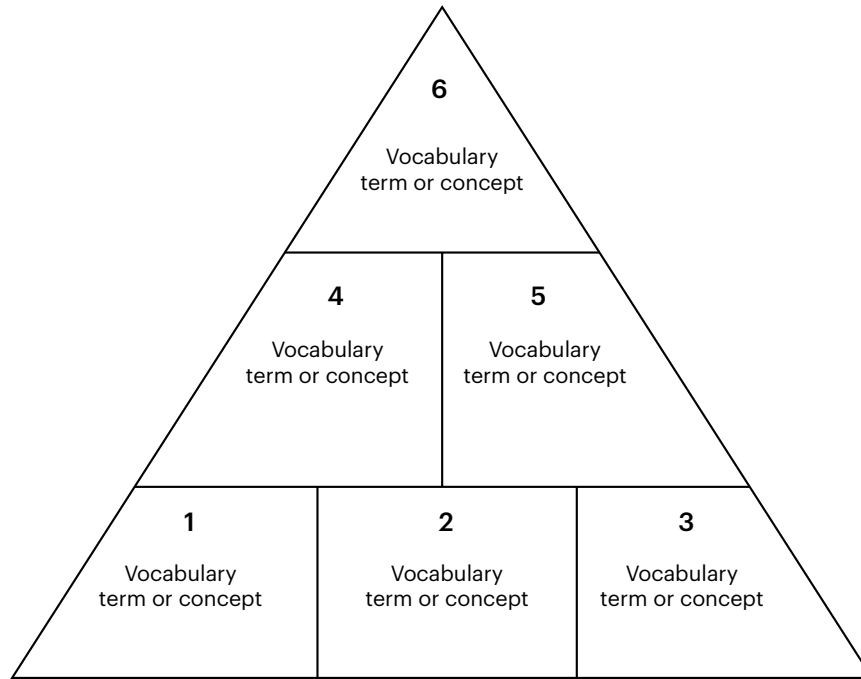 6
Vocabulary
term or concept
4
Vocabulary
term or concept
5
Vocabulary
term or concept
1
Vocabulary
term or concept
2
Vocabulary
term or concept
3
Vocabulary
term or concept